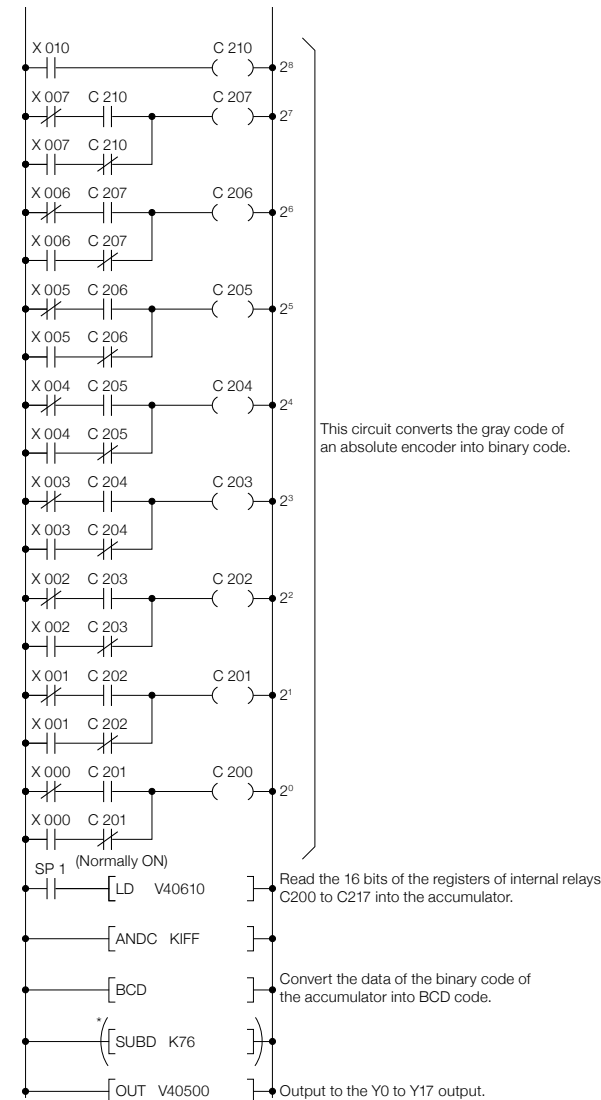 X 010 C 210
2⁸
X 007 C 210 C 207
2⁷
X 007 C 210
X 006 C 207 C 206
2⁶
X 006 C 207
X 005 C 206 C 205
2⁵
X 005 C 206
X 004 C 205 C 204
2⁴
X 004 C 205
This circuit converts the gray code of
an absolute encoder into binary code.
X 003 C 204 C 203
2³
X 003 C 204
X 002 C 203 C 202
2²
X 002 C 203
X 001 C 202 C 201
2¹
X 001 C 202
X 000 C 201 C 200
2⁰
X 000 C 201
SP 1 (Normally ON)
LD V40610
Read the 16 bits of the registers of internal relays
C200 to C217 into the accumulator.
ANDC KIFF
BCD
Convert the data of the binary code of
the accumulator into BCD code.
* SUBD K76
OUT V40500
Output to the Y0 to Y17 output.